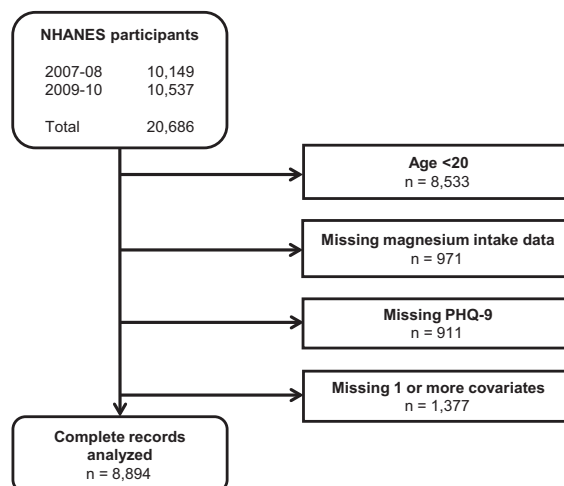 NHANES participants
2007-08 10,149
2009-10 10,537
Total 20,686
Age <20
n = 8,533
Missing magnesium intake data
n = 971
Missing PHQ-9
n = 911
Missing 1 or more covariates
n = 1,377
Complete records
analyzed
n = 8,894